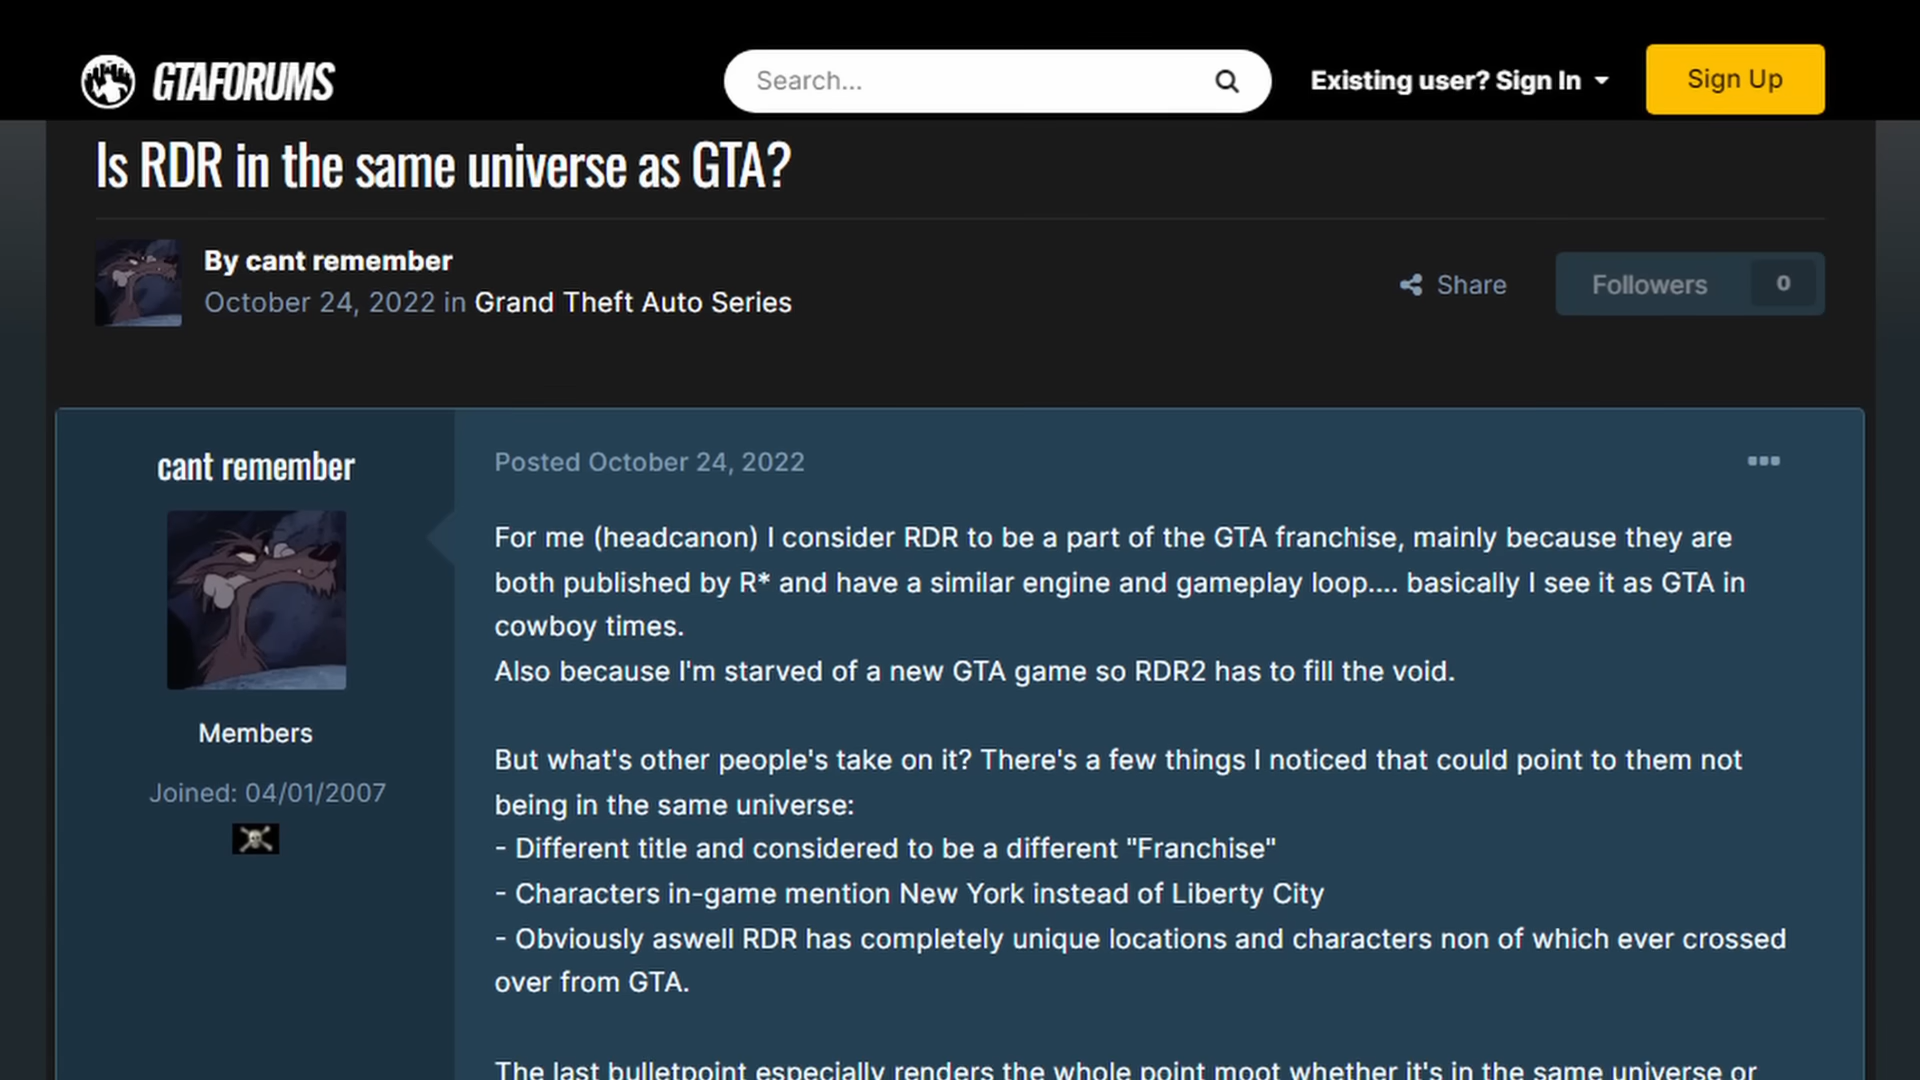 GTAFORUMS
Search...
Existing user? Sign In
Sign Up
Is RDR in the same universe as GTA?
By cant remember
October 24, 2022 in Grand Theft Auto Series
Share
Followers 0
cant remember
Members
Joined: 04/01/2007
Posted October 24, 2022
For me (headcanon) I consider RDR to be a part of the GTA franchise, mainly because they are
both published by R* and have a similar engine and gameplay loop.... basically I see it as GTA in
cowboy times.
Also because I'm starved of a new GTA game so RDR2 has to fill the void.
But what's other people's take on it? There's a few things I noticed that could point to them not
being in the same universe:
- Different title and considered to be a different "Franchise"
- Characters in-game mention New York instead of Liberty City
- Obviously aswell RDR has completely unique locations and characters non of which ever crossed
over from GTA.
The last bulletpoint especially renders the whole point moot whether it's in the same universe or